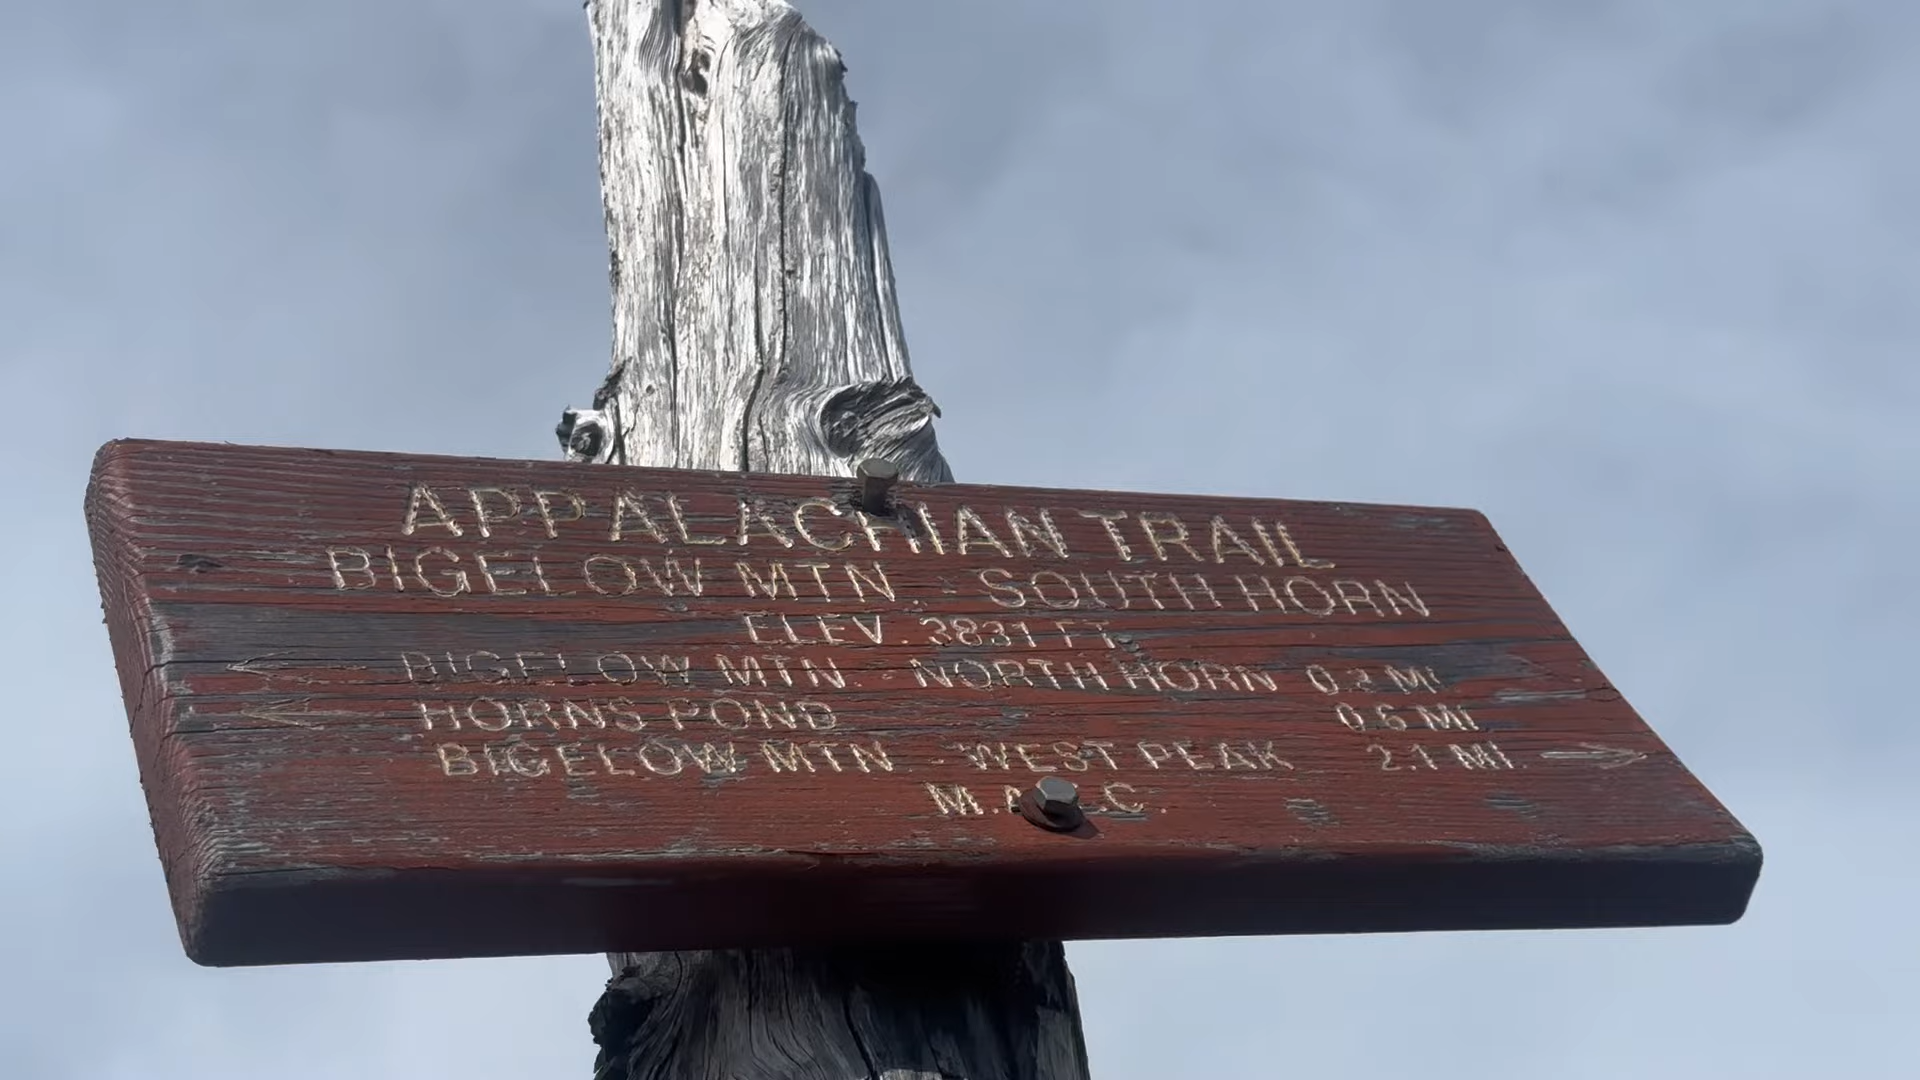 APPALACHIAN TRAIL
BIGELOW MTN. - SOUTH HORN
ELEV. 3831 FT.
← BIGELOW MTN. NORTH HORN 0.2 MI
← HORNS POND 0.6 MI
BIGELOW MTN. - WEST PEAK 2.1 MI. →